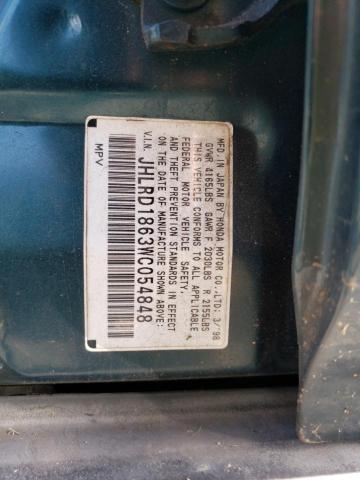 MFD.IN JAPAN BY HONDA MOTOR CO.,LTD: 3/98
GVWR 4165LBS GAWR F 2030LBS R 2155LBS
THIS VEHICLE CONFORMS TO ALL APPLICABLE
FEDERAL MOTOR VEHICLE SAFETY,
AND THEFT PREVENTION STANDARDS IN EFFECT
ON THE DATE OF MANUFACTURE SHOWN ABOVE:
V.I.N. JHLRD1863WC054848
MPV